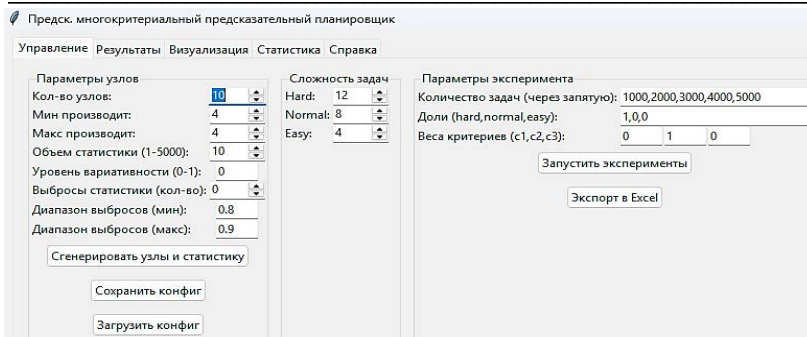 Предск. многокритериальный предсказательный планировщик
Управление Результаты Визуализация Статистика Справка
Параметры узлов
Кол-во узлов: 10
Мин производит: 4
Макс производит: 4
Объем статистики (1-5000): 10
Уровень вариативности (0-1): 0
Выбросы статистики (кол-во): 0
Диапазон выбросов (мин): 0.8
Диапазон выбросов (макс): 0.9
Сгенерировать узлы и статистику
Сохранить конфиг
Загрузить конфиг
Сложность задач
Hard: 12
Normal: 8
Easy: 4
Параметры эксперимента
Количество задач (через запятую): 1000,2000,3000,4000,5000
Доли (hard,normal,easy): 1,0,0
Веса критериев (c1,c2,c3): 0 1 0
Запустить эксперименты
Экспорт в Excel